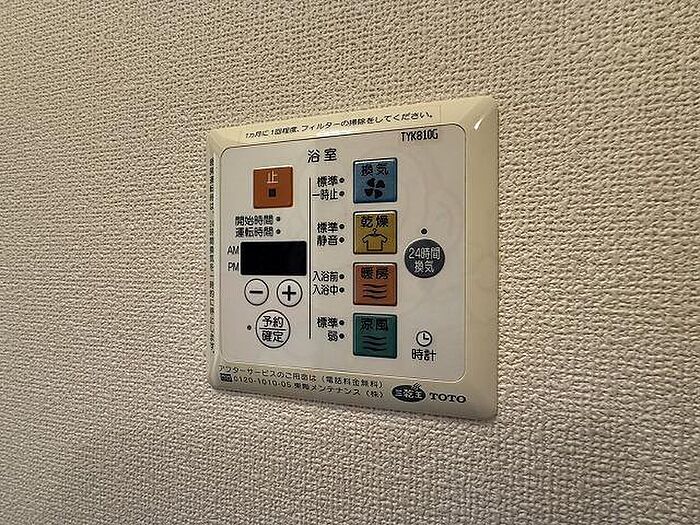 1ヵ月に1回程度、フィルターの掃除をしてください。
TYK810G
浴室
止
換気
標準
一時止
開始時間
運転時間
乾燥
標準
静音
AM
PM
24時間
換気
暖房
入浴前
入浴中
− +
予約
確定
涼風
標準
弱
時計
アフターサービスのご用命は（電話料金無料）
0120-1010-05 東陶メンテナンス（株）
三乾王 TOTO